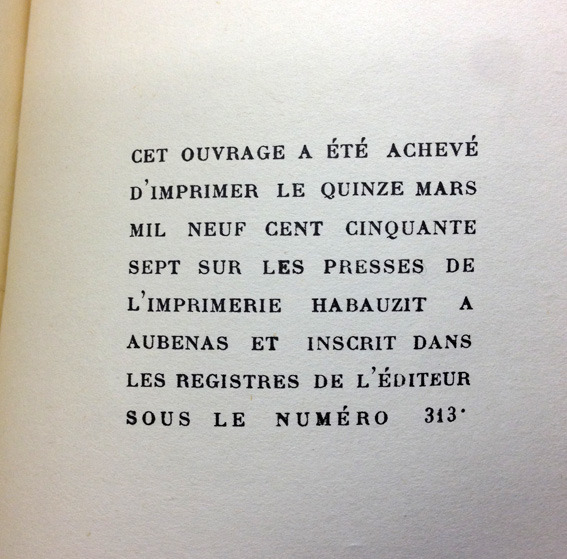 CET OUVRAGE A ÉTÉ ACHEVÉ
D'IMPRIMER LE QUINZE MARS
MIL NEUF CENT CINQUANTE
SEPT SUR LES PRESSES DE
L'IMPRIMERIE HABAUZIT A
AUBENAS ET INSCRIT DANS
LES REGISTRES DE L'ÉDITEUR
SOUS LE NUMÉRO 313.